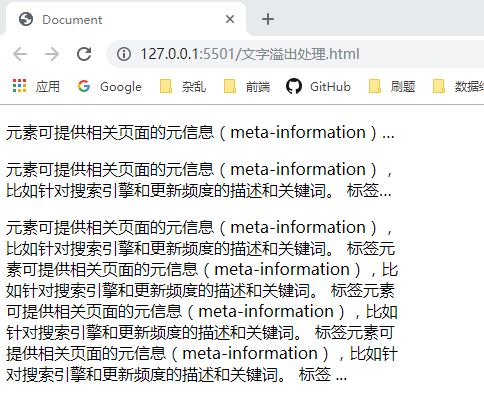 Document
127.0.0.1:5501/文字溢出处理.html
应用 Google 杂乱 前端 GitHub 刷题 数据
元素可提供相关页面的元信息（meta-information）...
元素可提供相关页面的元信息（meta-information），
比如针对搜索引擎和更新频度的描述和关键词。 标签...
元素可提供相关页面的元信息（meta-information），
比如针对搜索引擎和更新频度的描述和关键词。 标签元
素可提供相关页面的元信息（meta-information），比
如针对搜索引擎和更新频度的描述和关键词。 标签元素
可提供相关页面的元信息（meta-information），比如
针对搜索引擎和更新频度的描述和关键词。 标签元素可
提供相关页面的元信息（meta-information），比如针
对搜索引擎和更新频度的描述和关键词。 标签 ...